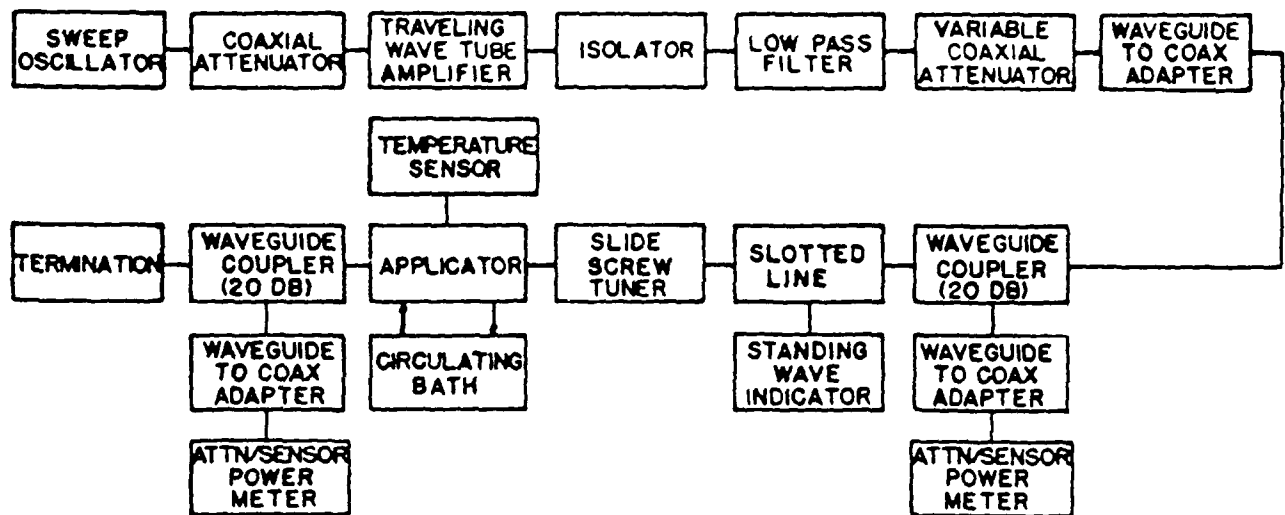 SWEEP
OSCILLATOR
COAXIAL
ATTENUATOR
TRAVELING
WAVE TUBE
AMPLIFIER
ISOLATOR
LOW PASS
FILTER
VARIABLE
COAXIAL
ATTENUATOR
WAVEGUIDE
TO COAX
ADAPTER
TEMPERATURE
SENSOR
TERMINATION
WAVEGUIDE
COUPLER
(20 DB)
APPLICATOR
SLIDE
SCREW
TUNER
SLOTTED
LINE
WAVEGUIDE
COUPLER
(20 DB)
WAVEGUIDE
TO COAX
ADAPTER
CIRCULATING
BATH
STANDING
WAVE
INDICATOR
WAVEGUIDE
TO COAX
ADAPTER
ATTN/SENSOR
POWER
METER
ATTN/SENSOR
POWER
METER